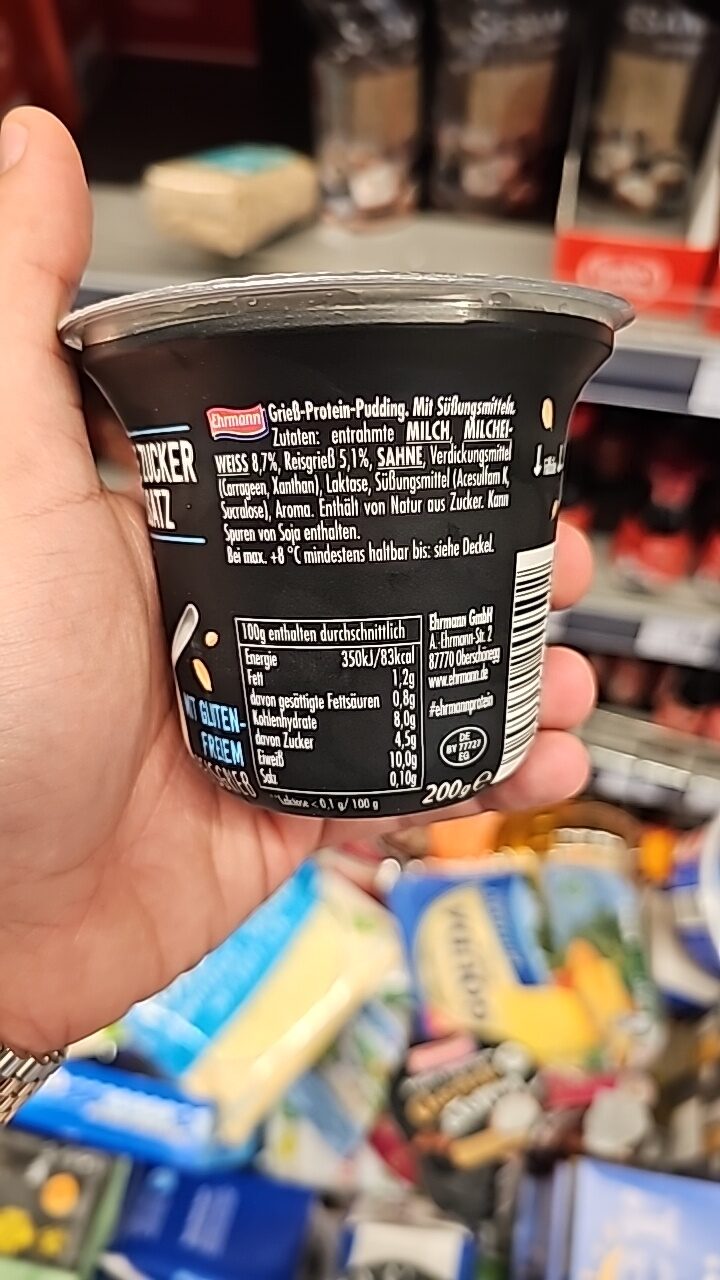 ZUCKER
Ehrmann
Grieß-Protein-Pudding. Mit Süßungsmitteln.
Zutaten: entrahmte MILCH, MILCHEI-
WEISS 8,7%, Reisgrieß 5,1%, SAHNE, Verdickungsmittel
(Carrageen, Xanthan), Laktase, Süßungsmittel (Acesulfam K,
Sucralose), Aroma. Enthält von Natur aus Zucker. Kann
Spuren von Soja enthalten.
Bei max. +8 °C mindestens haltbar bis: siehe Deckel.
100g enthalten durchschnittlich
Energie 350kJ/83kcal
Fett 1,2g
davon gesättigte Fettsäuren 0,8g
Kohlenhydrate 8,0g
davon Zucker 4,5g
Eiweiß 10,0g
Salz 0,10g
Ehrmann GmbH
A.-Ehrmann-Str. 2
87770 Oberschönegg
www.ehrmann.de
#ehrmannprotein
DE
BY 77727
EG
MIT GLUTEN-
FREIEM
Laktose < 0,1 g/ 100 g
200g e